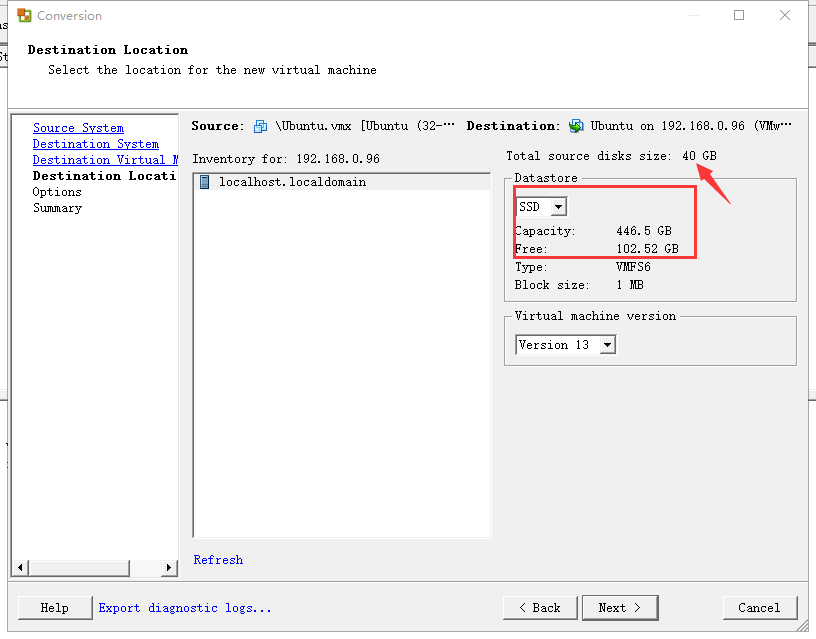 Conversion
Destination Location
Select the location for the new virtual machine
Source System
Destination System
Destination Virtual M
Destination Locati
Options
Summary
Source: \Ubuntu.vmx [Ubuntu (32-… Destination: Ubuntu on 192.168.0.96 (VMw…
Inventory for: 192.168.0.96
localhost.localdomain
Refresh
Total source disks size: 40 GB
Datastore
SSD
Capacity: 446.5 GB
Free: 102.52 GB
Type: VMFS6
Block size: 1 MB
Virtual machine version
Version 13
Help Export diagnostic logs... < Back Next > Cancel